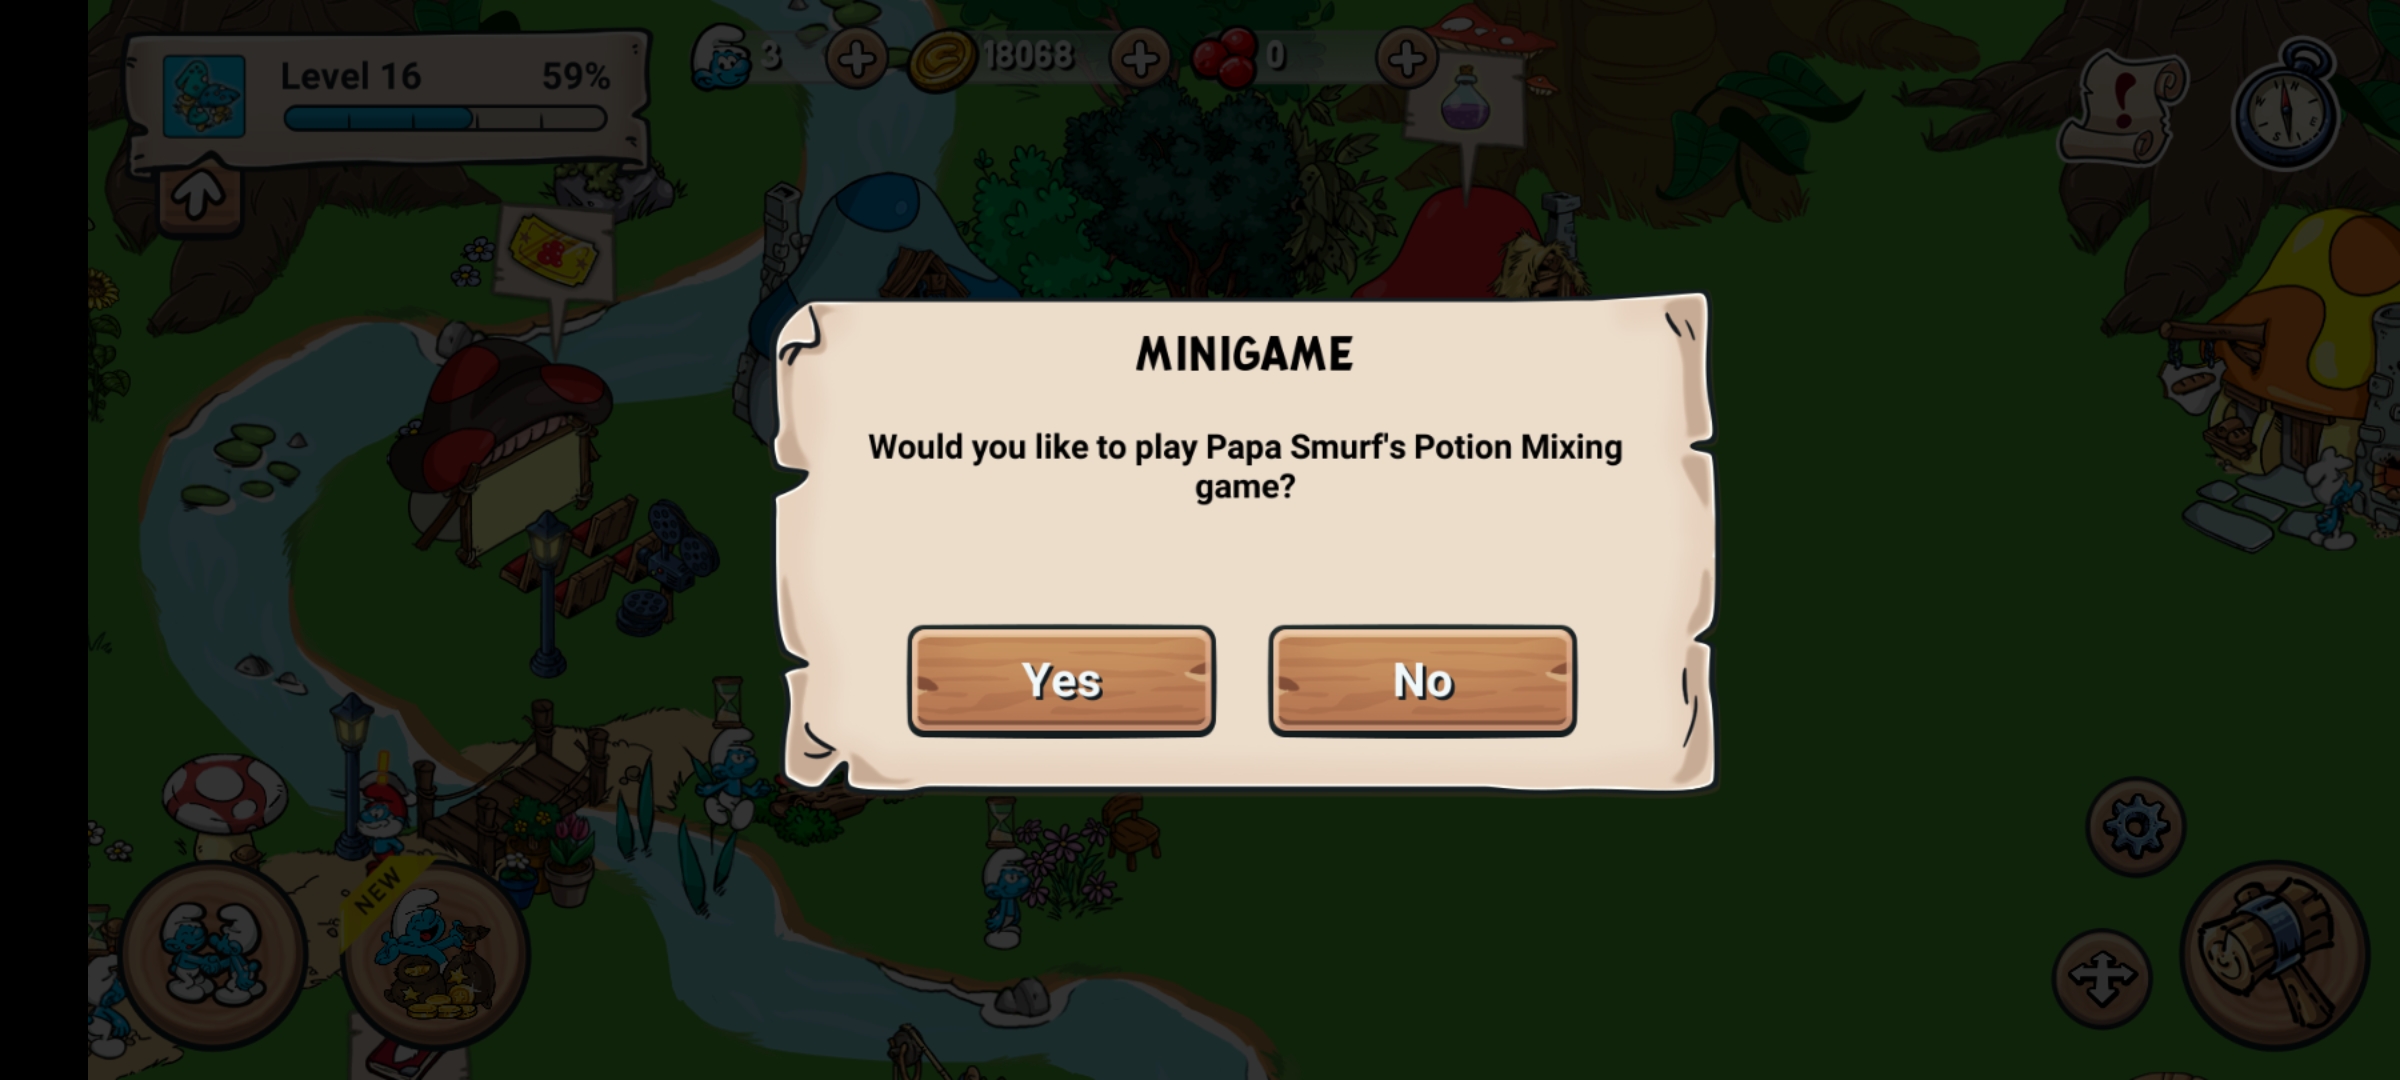 Level 16 59%
3
18068
0
MINIGAME
Would you like to play Papa Smurf's Potion Mixing
game?
Yes No
NEW